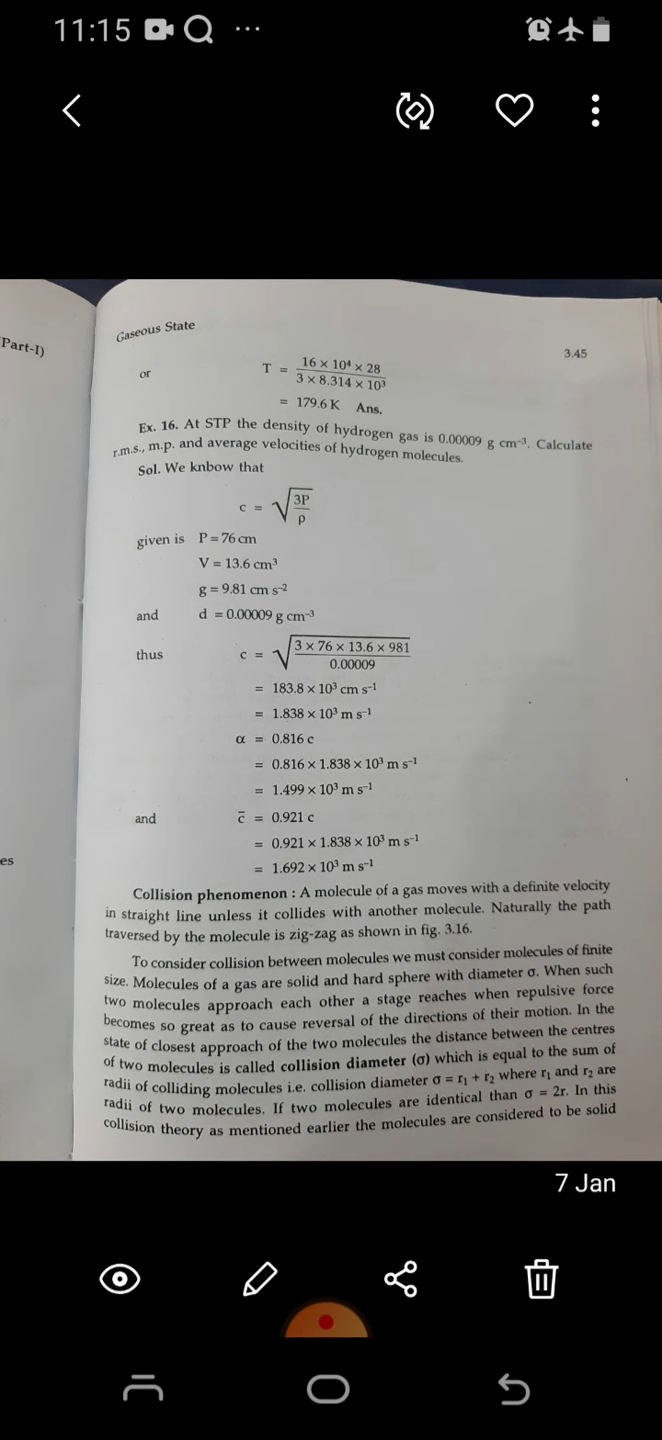 11:15
Part-I)
Gaseous State
3.45
or T = 16 × 10⁴ × 28 / 3 × 8.314 × 10³
= 179.6 K Ans.
Ex. 16. At STP the density of hydrogen gas is 0.00009 g cm⁻³. Calculate
r.m.s., m.p. and average velocities of hydrogen molecules.
Sol. We knbow that
c = √(3P / ρ)
given is P = 76 cm
V = 13.6 cm³
g = 9.81 cm s⁻²
and d = 0.00009 g cm⁻³
thus c = √(3 × 76 × 13.6 × 981 / 0.00009)
= 183.8 × 10³ cm s⁻¹
= 1.838 × 10³ m s⁻¹
α = 0.816 c
= 0.816 × 1.838 × 10³ m s⁻¹
= 1.499 × 10³ m s⁻¹
and c̄ = 0.921 c
= 0.921 × 1.838 × 10³ m s⁻¹
es
= 1.692 × 10³ m s⁻¹
Collision phenomenon : A molecule of a gas moves with a definite velocity
in straight line unless it collides with another molecule. Naturally the path
traversed by the molecule is zig-zag as shown in fig. 3.16.
To consider collision between molecules we must consider molecules of finite
size. Molecules of a gas are solid and hard sphere with diameter σ. When such
two molecules approach each other a stage reaches when repulsive force
becomes so great as to cause reversal of the directions of their motion. In the
state of closest approach of the two molecules the distance between the centres
of two molecules is called collision diameter (σ) which is equal to the sum of
radii of colliding molecules i.e. collision diameter σ = r₁ + r₂ where r₁ and r₂ are
radii of two molecules. If two molecules are identical than σ = 2r. In this
collision theory as mentioned earlier the molecules are considered to be solid
7 Jan